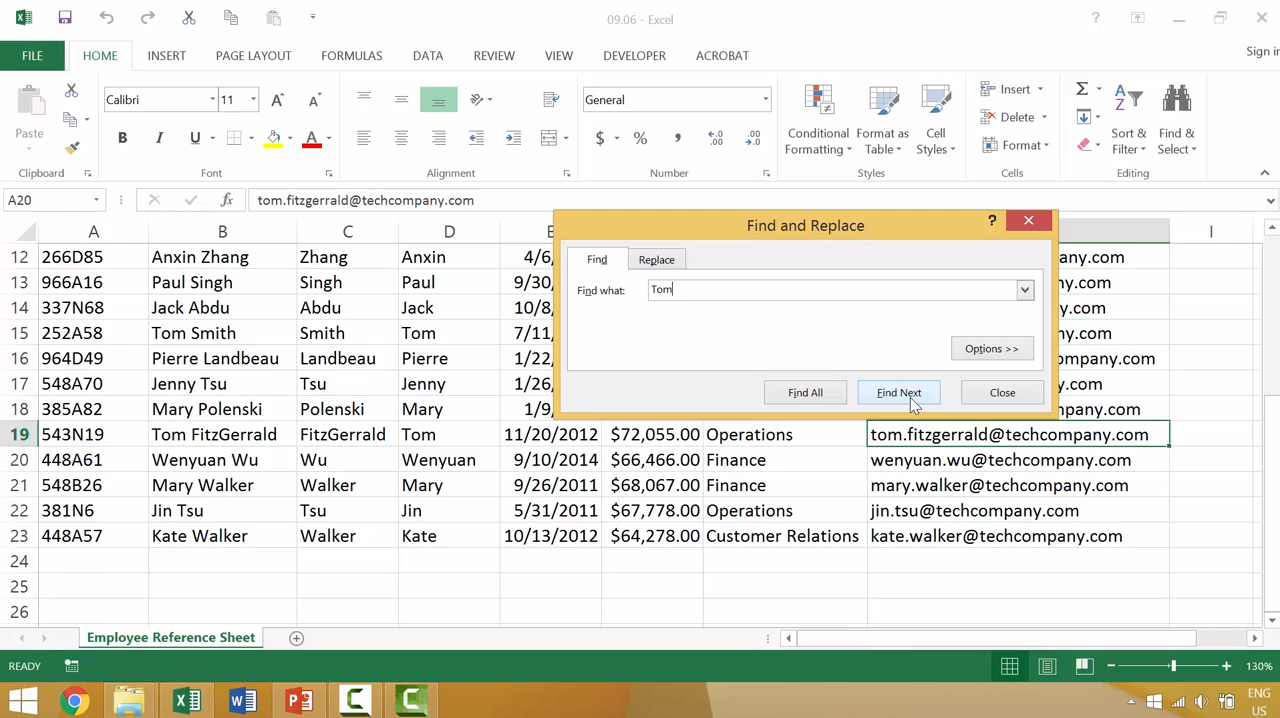 09.06 - Excel
Sign in
FILE HOME INSERT PAGE LAYOUT FORMULAS DATA REVIEW VIEW DEVELOPER ACROBAT
Calibri 11 General
Paste B I U A $ % , Conditional Formatting Format as Table Cell Styles Insert Delete Format Sort & Filter Find & Select
Clipboard Font Alignment Number Styles Cells Editing
A20 fx tom.fitzgerrald@techcompany.com
A B C D E I
Find and Replace
Find Replace
Find what: Tom
Options >>
Find All Find Next Close
12 266D85 Anxin Zhang Zhang Anxin 4/6/ ny.com
13 966A16 Paul Singh Singh Paul 9/30/ ny.com
14 337N68 Jack Abdu Abdu Jack 10/8/ ny.com
15 252A58 Tom Smith Smith Tom 7/11/ ny.com
16 964D49 Pierre Landbeau Landbeau Pierre 1/22/ ompany.com
17 548A70 Jenny Tsu Tsu Jenny 1/26/ y.com
18 385A82 Mary Polenski Polenski Mary 1/9/ pany.com
19 543N19 Tom FitzGerrald FitzGerrald Tom 11/20/2012 $72,055.00 Operations tom.fitzgerrald@techcompany.com
20 448A61 Wenyuan Wu Wu Wenyuan 9/10/2014 $66,466.00 Finance wenyuan.wu@techcompany.com
21 548B26 Mary Walker Walker Mary 9/26/2011 $68,067.00 Finance mary.walker@techcompany.com
22 381N6 Jin Tsu Tsu Jin 5/31/2011 $67,778.00 Operations jin.tsu@techcompany.com
23 448A57 Kate Walker Walker Kate 10/13/2012 $64,278.00 Customer Relations kate.walker@techcompany.com
24
25
26
Employee Reference Sheet
READY 130%
ENG
US